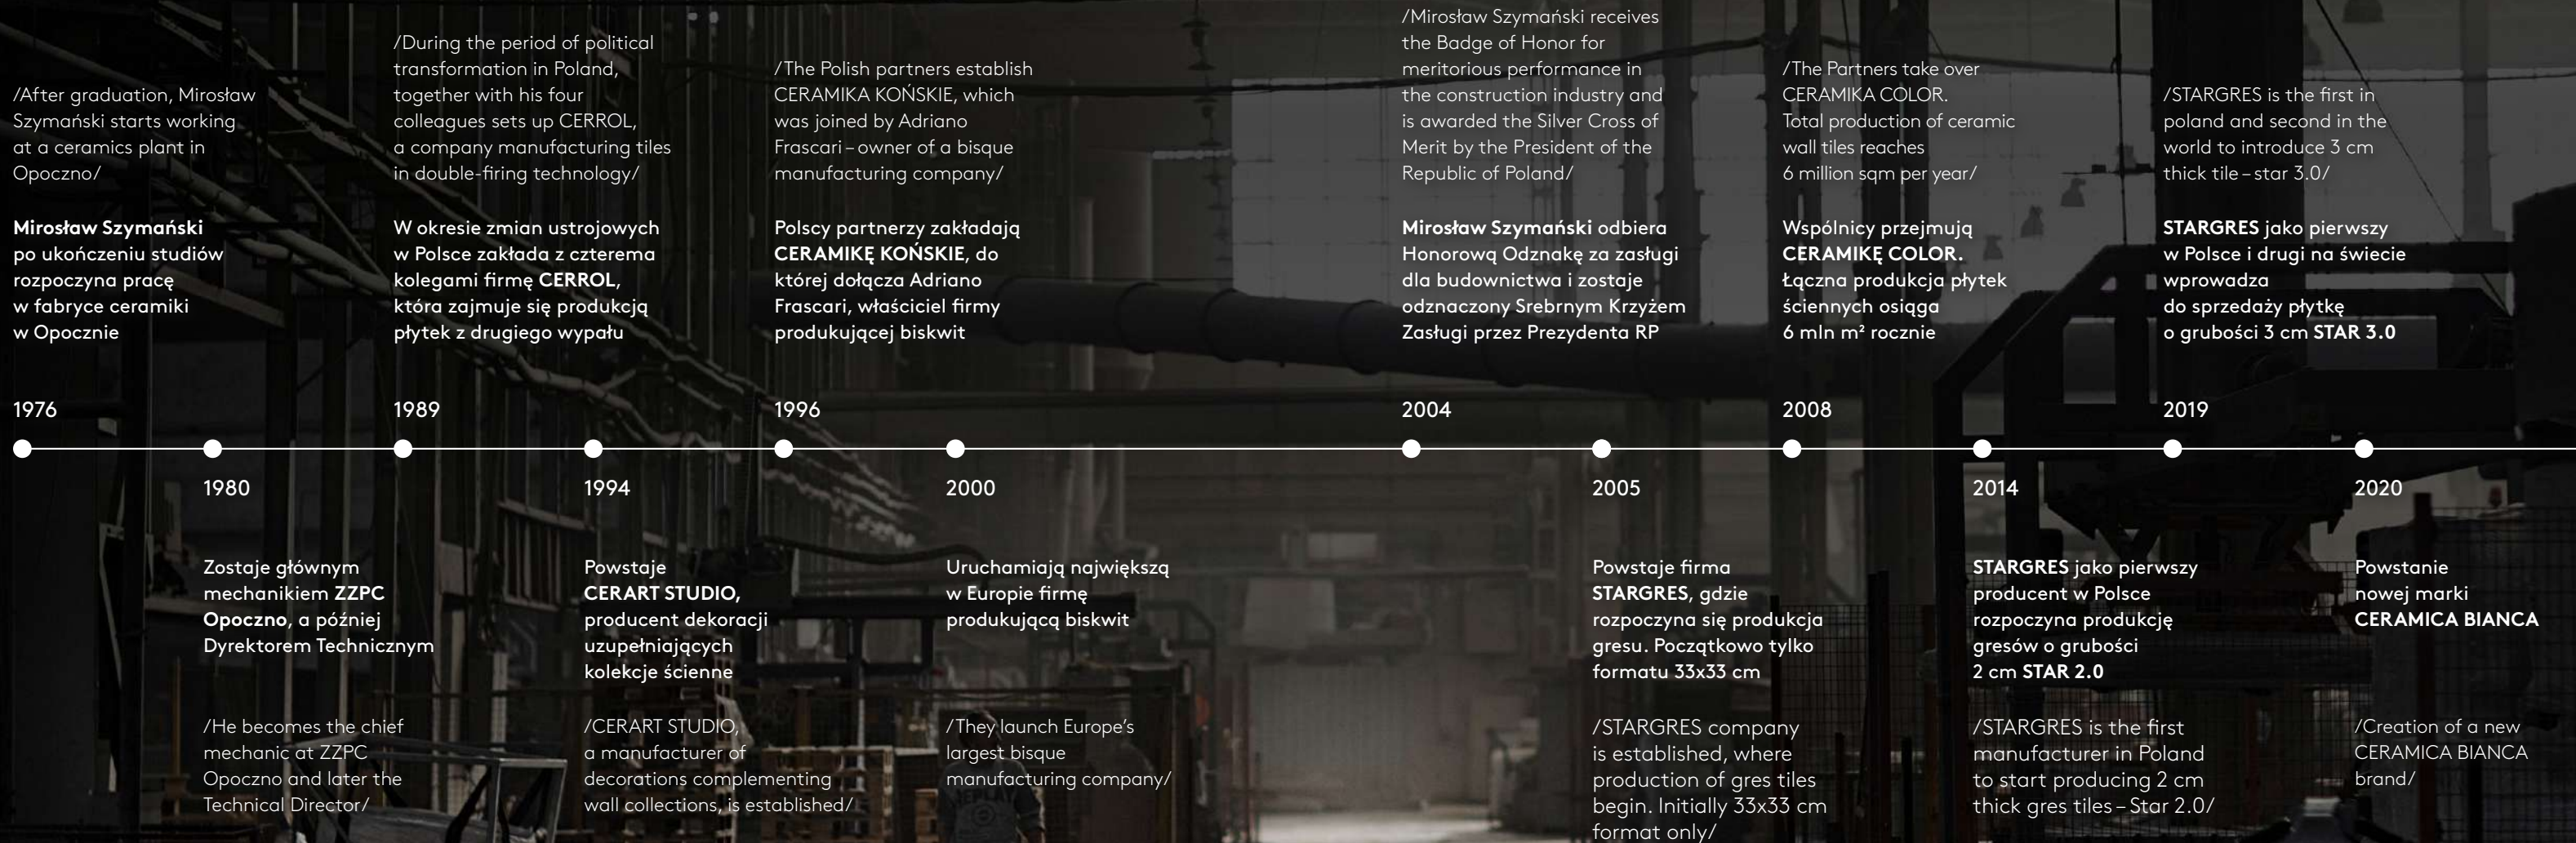 /After graduation, Mirosław
Szymański starts working
at a ceramics plant in
Opoczno/
Mirosław Szymański
po ukończeniu studiów
rozpoczyna pracę
w fabryce ceramiki
w Opocznie
1976
1980
Zostaje głównym
mechanikiem ZZPC
Opoczno, a później
Dyrektorem Technicznym
/He becomes the chief
mechanic at ZZPC
Opoczno and later the
Technical Director/
/During the period of political
transformation in Poland,
together with his four
colleagues sets up CERROL,
a company manufacturing tiles
in double-firing technology/
W okresie zmian ustrojowych
w Polsce zakłada z czterema
kolegami firmę CERROL,
która zajmuje się produkcją
płytek z drugiego wypału
1989
1994
Powstaje
CERART STUDIO,
producent dekoracji
uzupełniających
kolekcje ścienne
/CERART STUDIO,
a manufacturer of
decorations complementing
wall collections, is established/
/The Polish partners establish
CERAMIKA KOŃSKIE, which
was joined by Adriano
Frascari – owner of a bisque
manufacturing company/
Polscy partnerzy zakładają
CERAMIKĘ KOŃSKIE, do
której dołącza Adriano
Frascari, właściciel firmy
produkującej biskwit
1996
2000
Uruchamiają największą
w Europie firmę
produkującą biskwit
/They launch Europe's
largest bisque
manufacturing company/
/Mirosław Szymański receives
the Badge of Honor for
meritorious performance in
the construction industry and
is awarded the Silver Cross of
Merit by the President of the
Republic of Poland/
Mirosław Szymański odbiera
Honorową Odznakę za zasługi
dla budownictwa i zostaje
odznaczony Srebrnym Krzyżem
Zasługi przez Prezydenta RP
2004
2005
Powstaje firma
STARGRES, gdzie
rozpoczyna się produkcja
gresu. Początkowo tylko
formatu 33x33 cm
/STARGRES company
is established, where
production of gres tiles
begin. Initially 33x33 cm
format only/
/The Partners take over
CERAMIKA COLOR.
Total production of ceramic
wall tiles reaches
6 million sqm per year/
Wspólnicy przejmują
CERAMIKĘ COLOR.
Łączna produkcja płytek
ściennych osiąga
6 mln m² rocznie
2008
2014
STARGRES jako pierwszy
producent w Polsce
rozpoczyna produkcję
gresów o grubości
2 cm STAR 2.0
/STARGRES is the first
manufacturer in Poland
to start producing 2 cm
thick gres tiles – Star 2.0/
/STARGRES is the first in
poland and second in the
world to introduce 3 cm
thick tile – star 3.0/
STARGRES jako pierwszy
w Polsce i drugi na świecie
wprowadza
do sprzedaży płytkę
o grubości 3 cm STAR 3.0
2019
2020
Powstanie
nowej marki
CERAMICA BIANCA
/Creation of a new
CERAMICA BIANCA
brand/